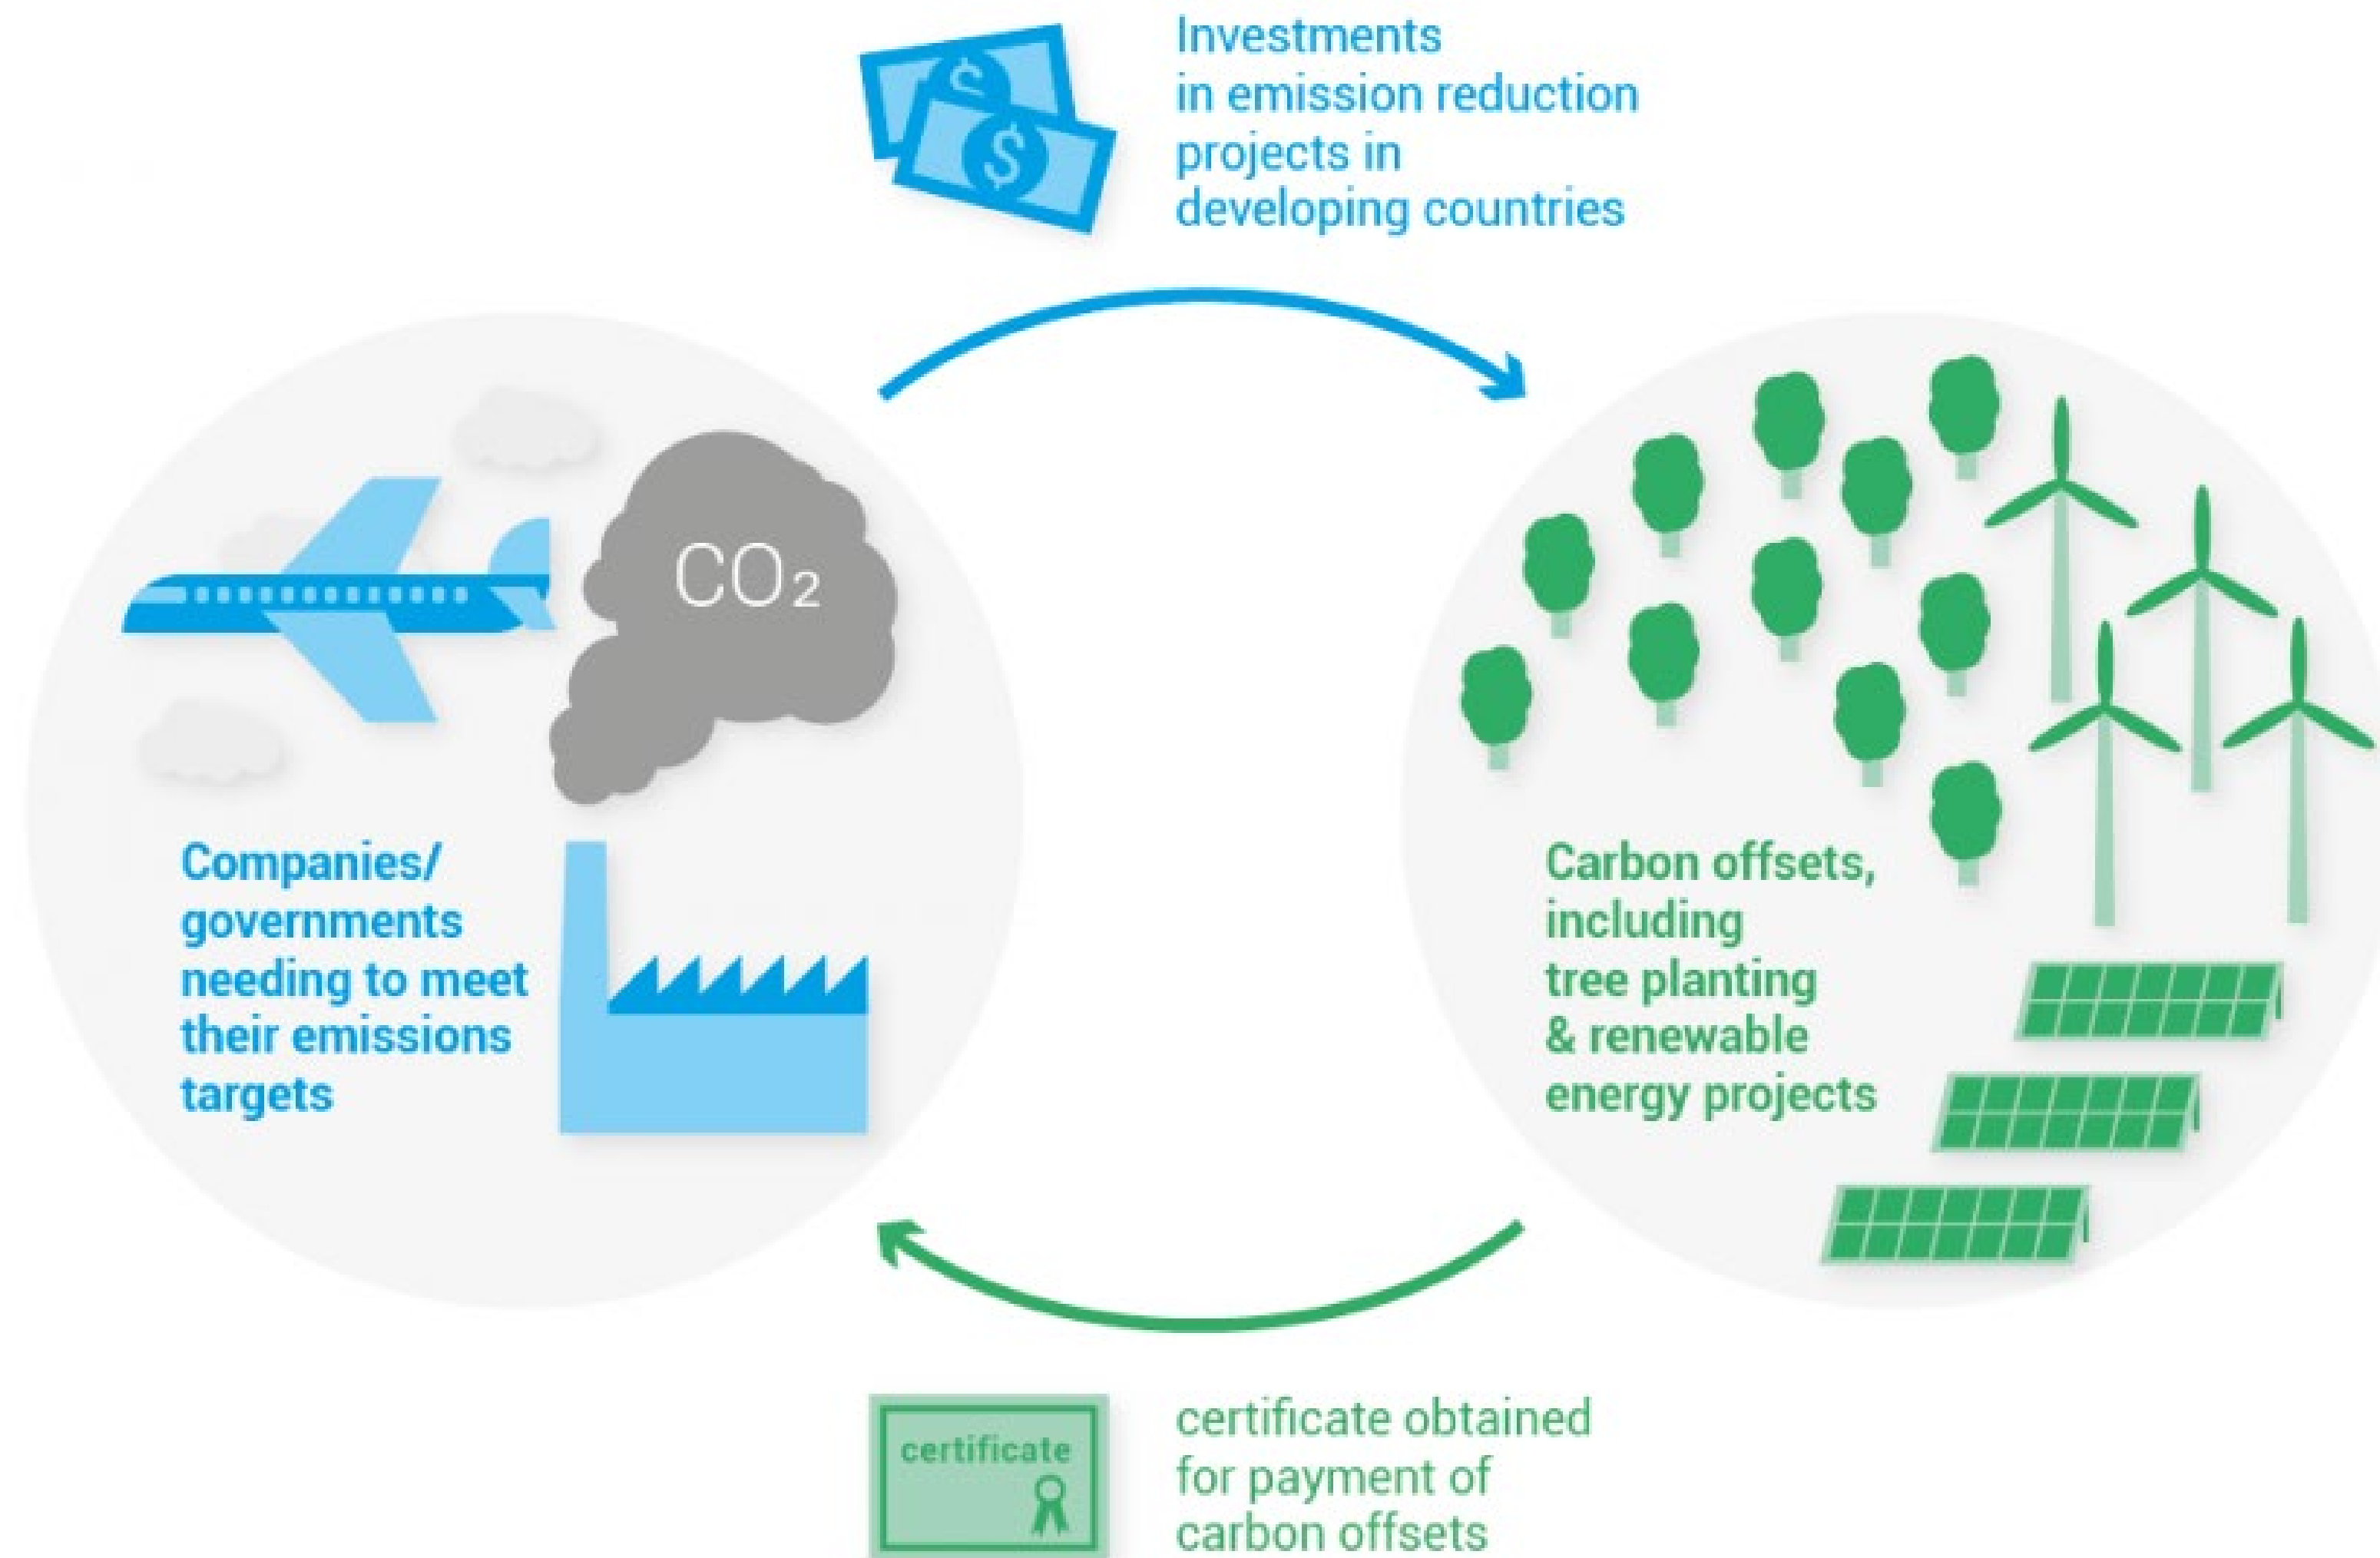 Investments
in emission reduction
projects in
developing countries
$
$
CO₂
Companies/
governments
needing to meet
their emissions
targets
Carbon offsets,
including
tree planting
& renewable
energy projects
certificate
certificate obtained
for payment of
carbon offsets